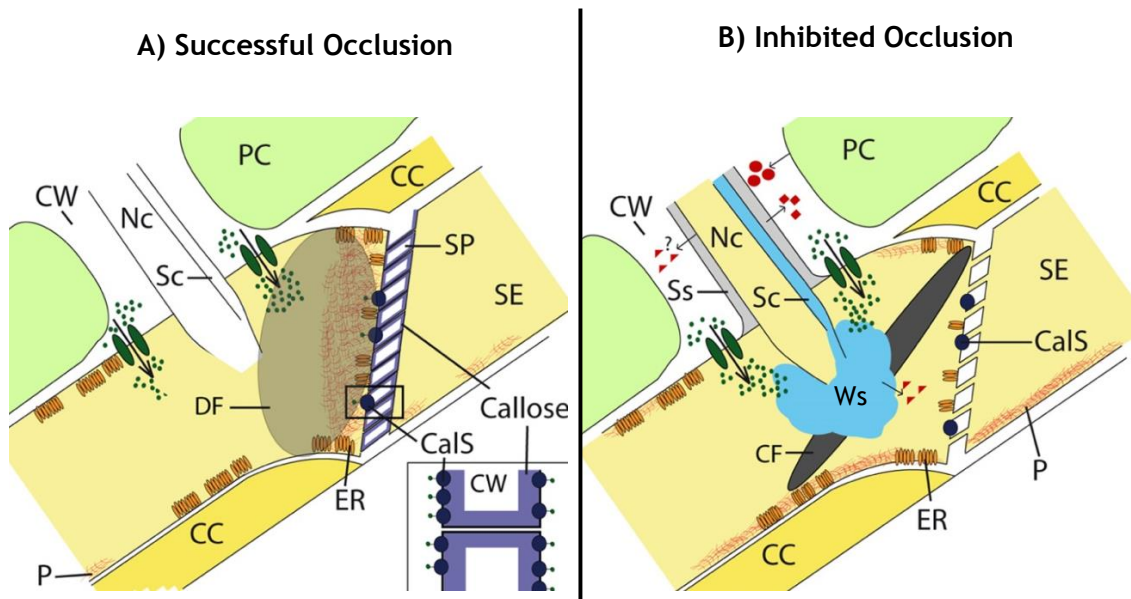 A) Successful Occlusion
PC
CW
Nc
CC
Sc
SP
SE
DF
Callose
CalS
ER
CW
CC
P
B) Inhibited Occlusion
PC
CW
Nc
CC
?
Ss
Sc
SE
CalS
Ws
CF
P
ER
CC